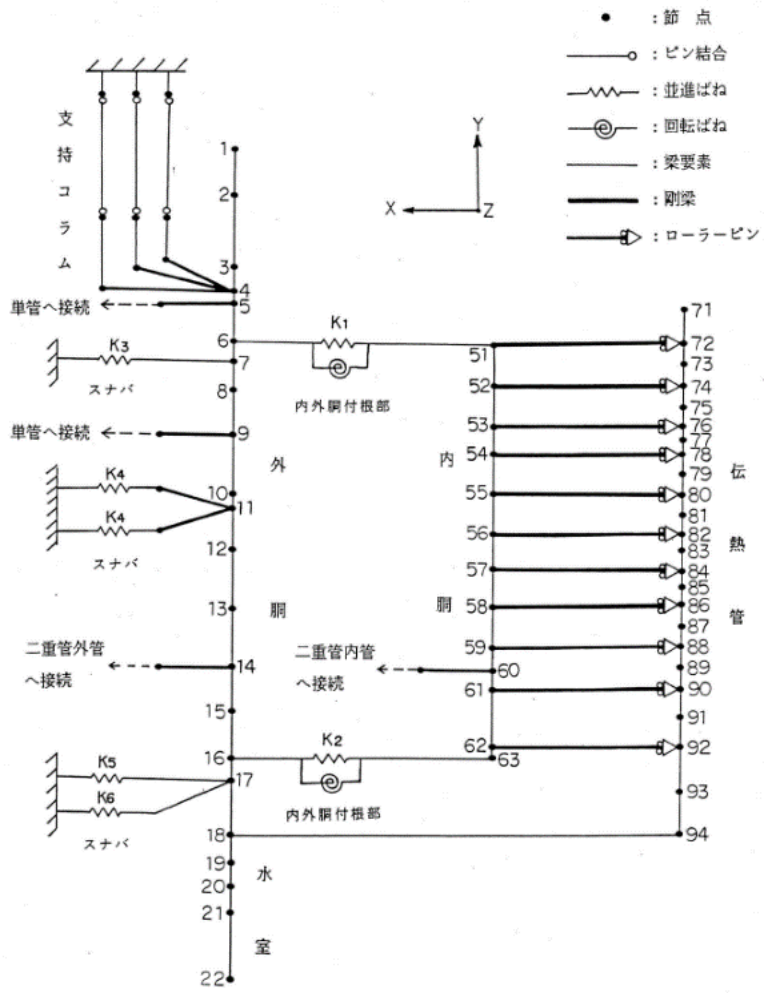 ● : 節 点
: ピン結合
: 並進ばね
: 回転ばね
: 梁要素
: 剛梁
: ローラーピン
支持コラム
Y
X
Z
1
2
3
4
単管へ接続
5
6
K1
K3
7
スナバ
8
内外胴付根部
単管へ接続
9
外
胴
10
K4
11
K4
スナバ
12
13
二重管外管
へ接続
14
15
16
K2
17
K5
K6
スナバ
内外胴付根部
18
19
20
21
22
水
室
51
52
53
54
55
56
57
58
59
二重管内管
へ接続
60
61
62
63
内
胴
71
72
73
74
75
76
77
78
79
80
81
82
83
84
85
86
87
88
89
90
91
92
93
94
伝
熱
管